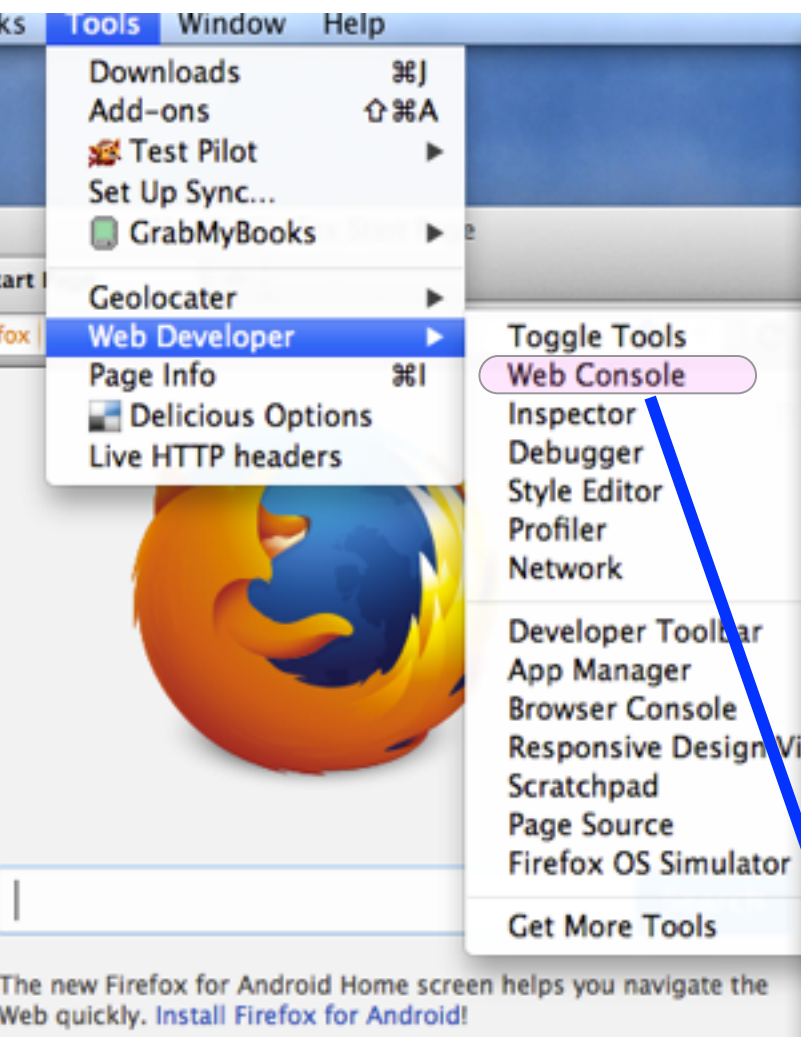 ks Tools Window Help
Downloads ⌘J
Add-ons ⇧⌘A
Test Pilot
Set Up Sync...
GrabMyBooks
Geolocater
Web Developer
Page Info ⌘I
Delicious Options
Live HTTP headers
e
tart
fox
Toggle Tools
Web Console
Inspector
Debugger
Style Editor
Profiler
Network
Developer Toolbar
App Manager
Browser Console
Responsive Design Vi
Scratchpad
Page Source
Firefox OS Simulator
Get More Tools
The new Firefox for Android Home screen helps you navigate the
Web quickly. Install Firefox for Android!